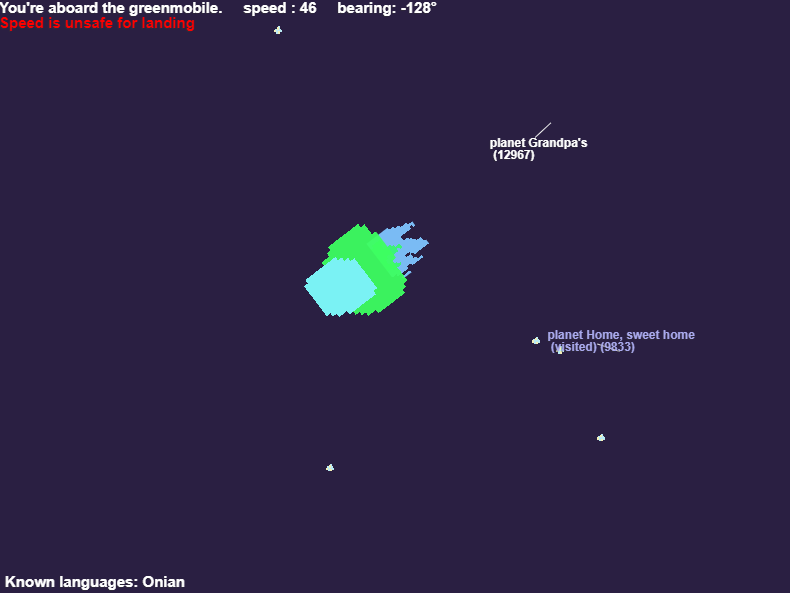 You're aboard the greenmobile. speed : 46 bearing: -128°
Speed is unsafe for landing
planet Grandpa's
(12967)
planet Home, sweet home
(visited) (9833)
Known languages: Onian